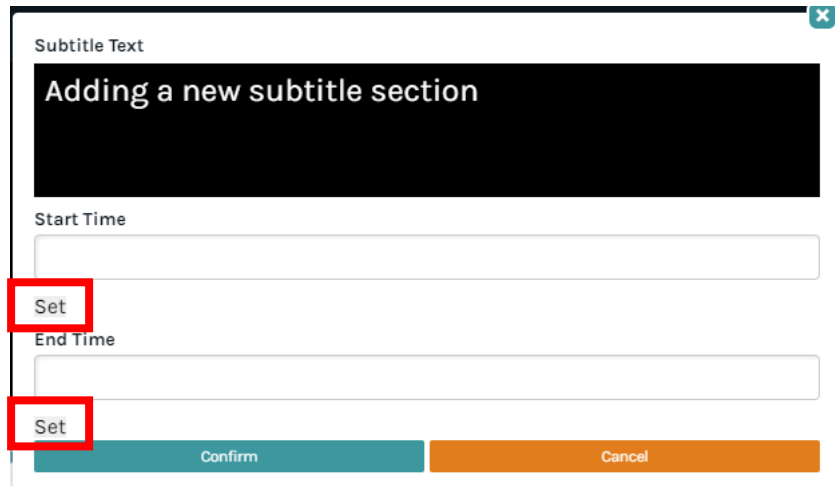 Subtitle Text
Adding a new subtitle section
Start Time
Set
End Time
Set
Confirm Cancel